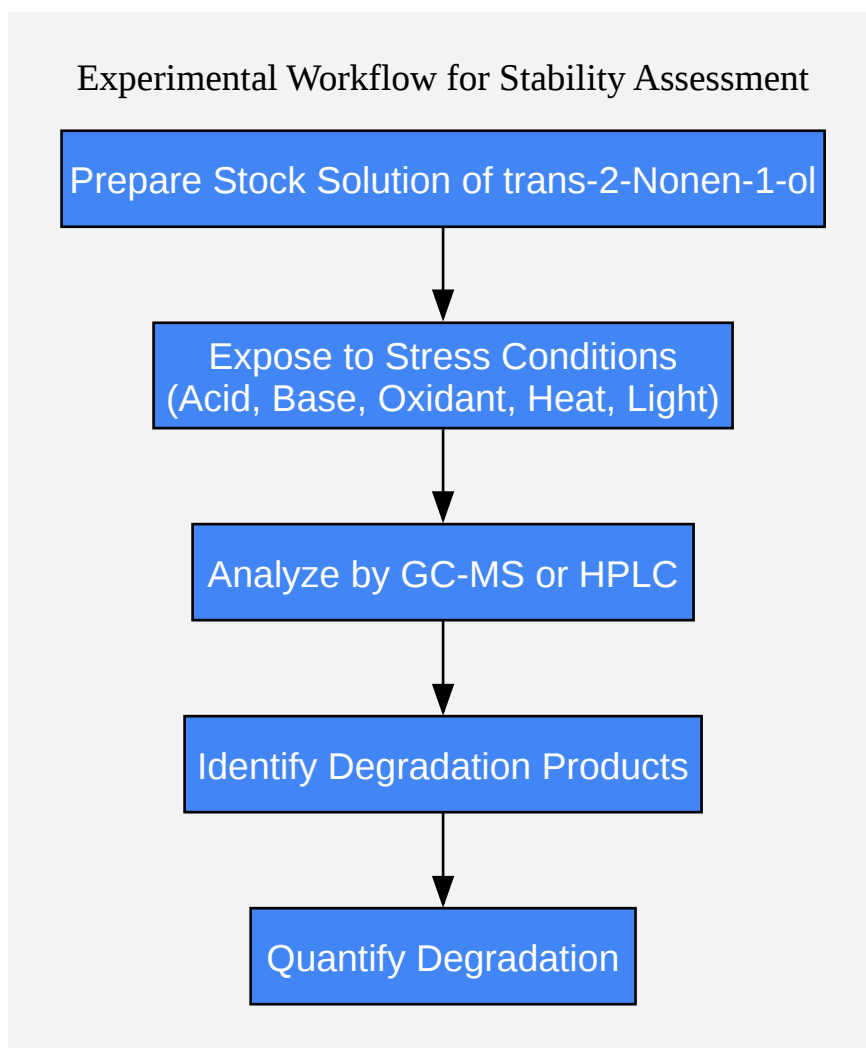 Experimental Workflow for Stability Assessment
Prepare Stock Solution of trans-2-Nonen-1-ol
Expose to Stress Conditions
(Acid, Base, Oxidant, Heat, Light)
Analyze by GC-MS or HPLC
Identify Degradation Products
Quantify Degradation